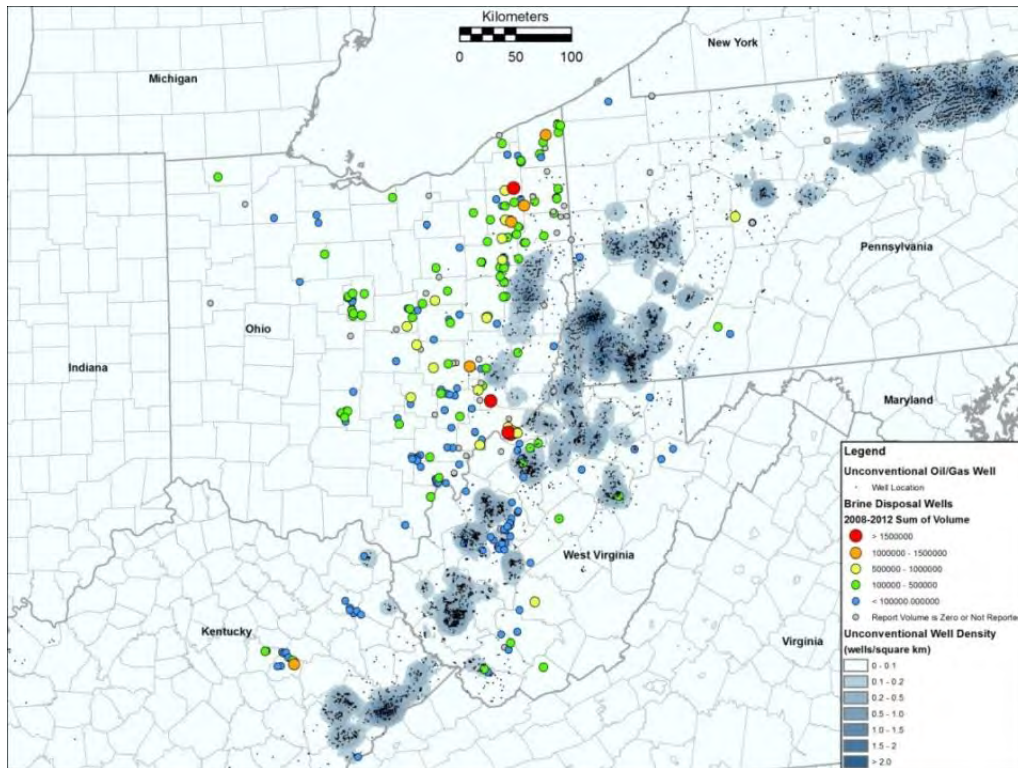 Kilometers
0 50 100
New York
Michigan
Pennsylvania
Ohio
Indiana
Maryland
West Virginia
Kentucky
Virginia
Legend
Unconventional Oil/Gas Well
Well Location
Brine Disposal Wells
2008-2012 Sum of Volume
> 1500000
1000000 - 1500000
500000 - 1000000
100000 - 500000
< 100000.000000
Report Volume is Zero or Not Reporte
Unconventional Well Density
(wells/square km)
0 - 0.1
0.1 - 0.2
0.2 - 0.5
0.5 - 1.0
1.0 - 1.5
1.5 - 2
> 2.0